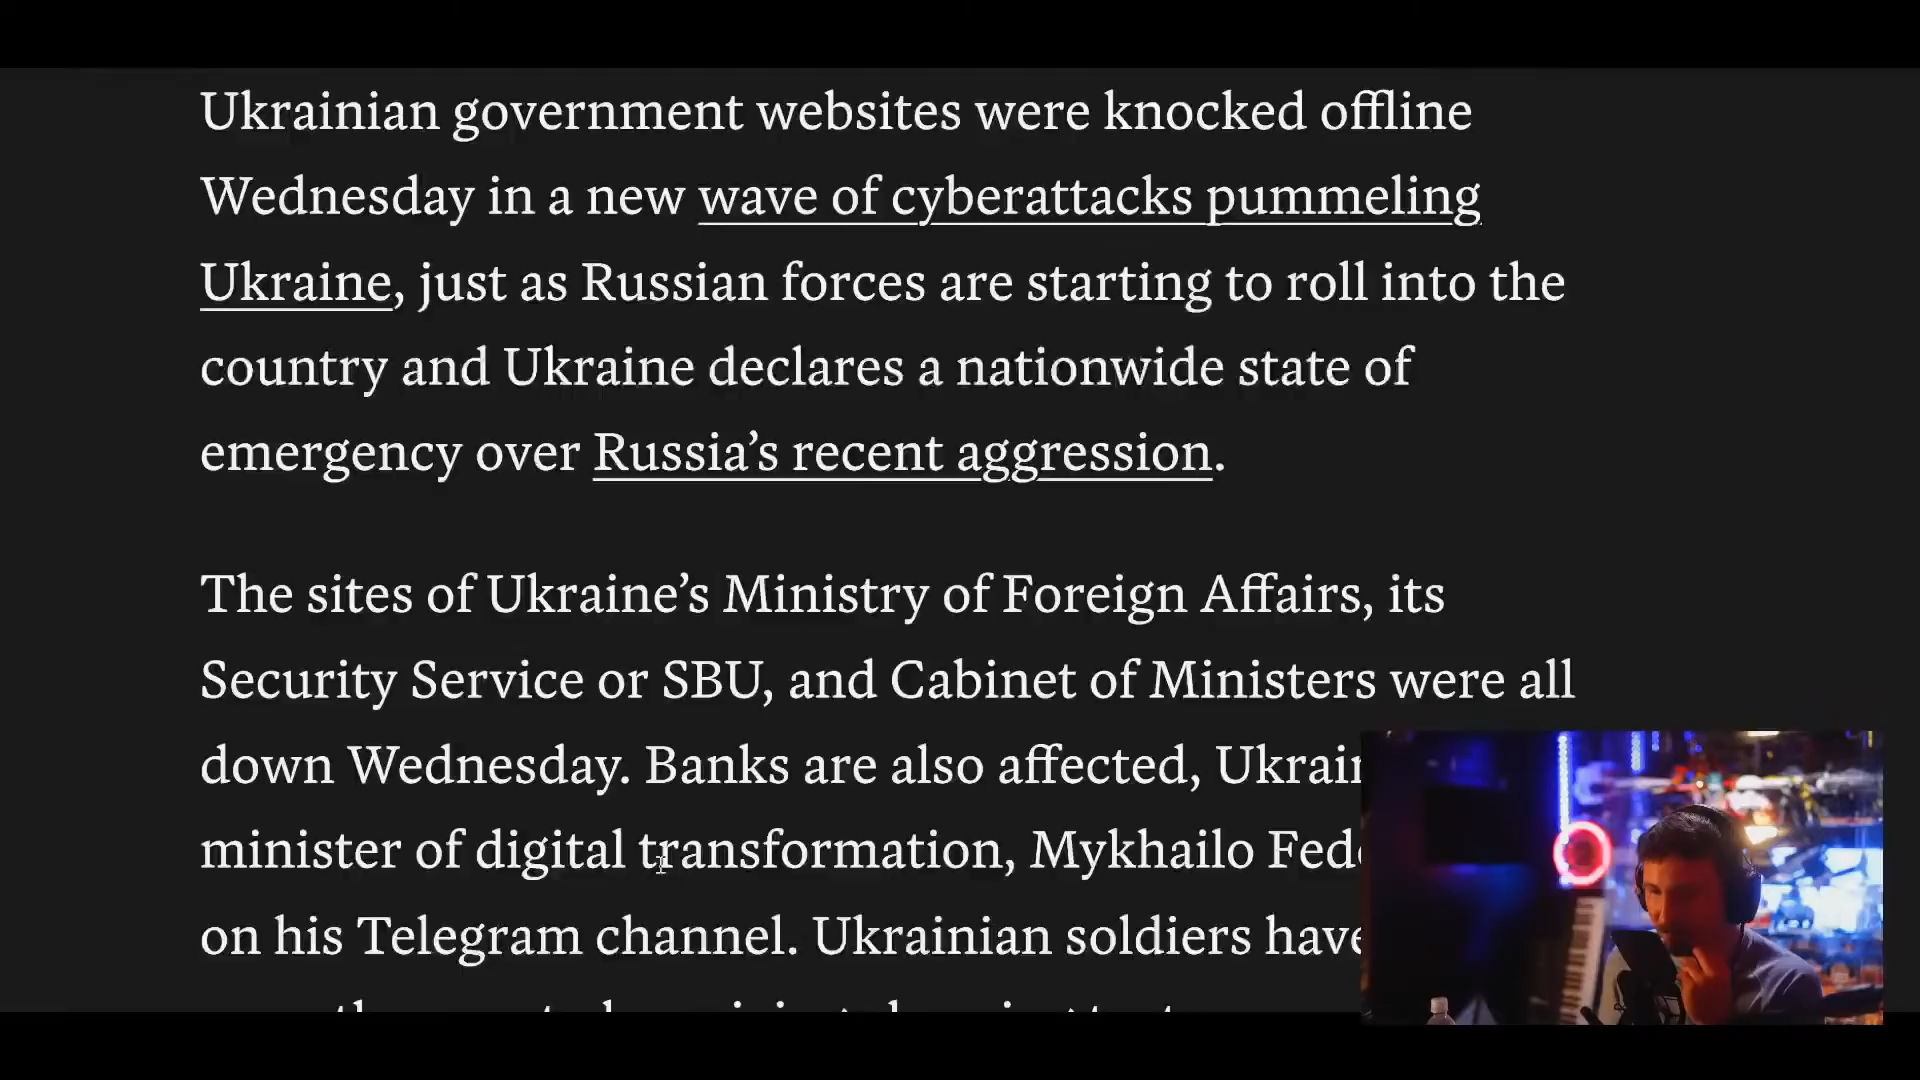 Ukrainian government websites were knocked offline
Wednesday in a new wave of cyberattacks pummeling
Ukraine, just as Russian forces are starting to roll into the
country and Ukraine declares a nationwide state of
emergency over Russia’s recent aggression.
The sites of Ukraine’s Ministry of Foreign Affairs, its
Security Service or SBU, and Cabinet of Ministers were all
down Wednesday. Banks are also affected,
minister of digital transformation, Mykhailo
on his Telegram channel. Ukrainian soldiers have